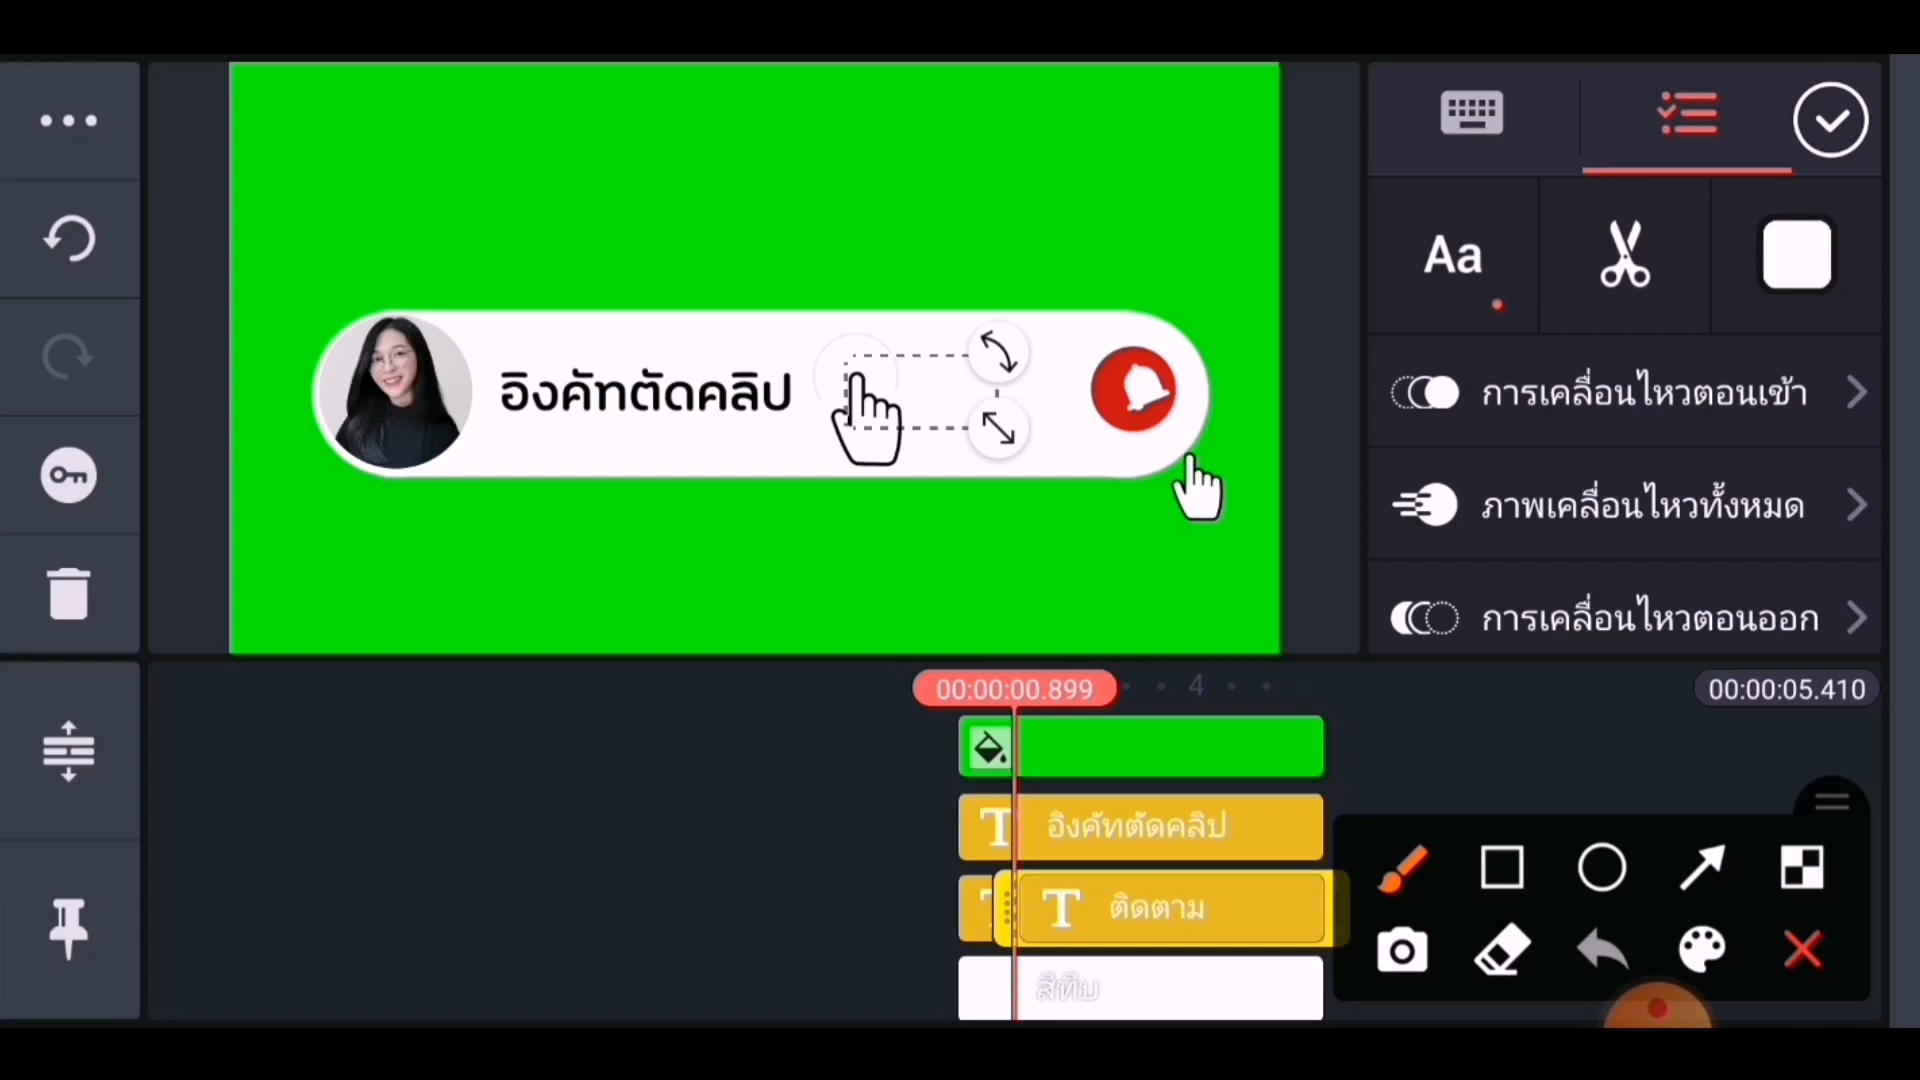 อิงคัทตัดคลิป
Aa
การเคลื่อนไหวตอนเข้า
ภาพเคลื่อนไหวทั้งหมด
การเคลื่อนไหวตอนออก
00:00:00.899
4
00:00:05.410
T อิงคัทตัดคลิป
T ติดตาม
สีทึบ